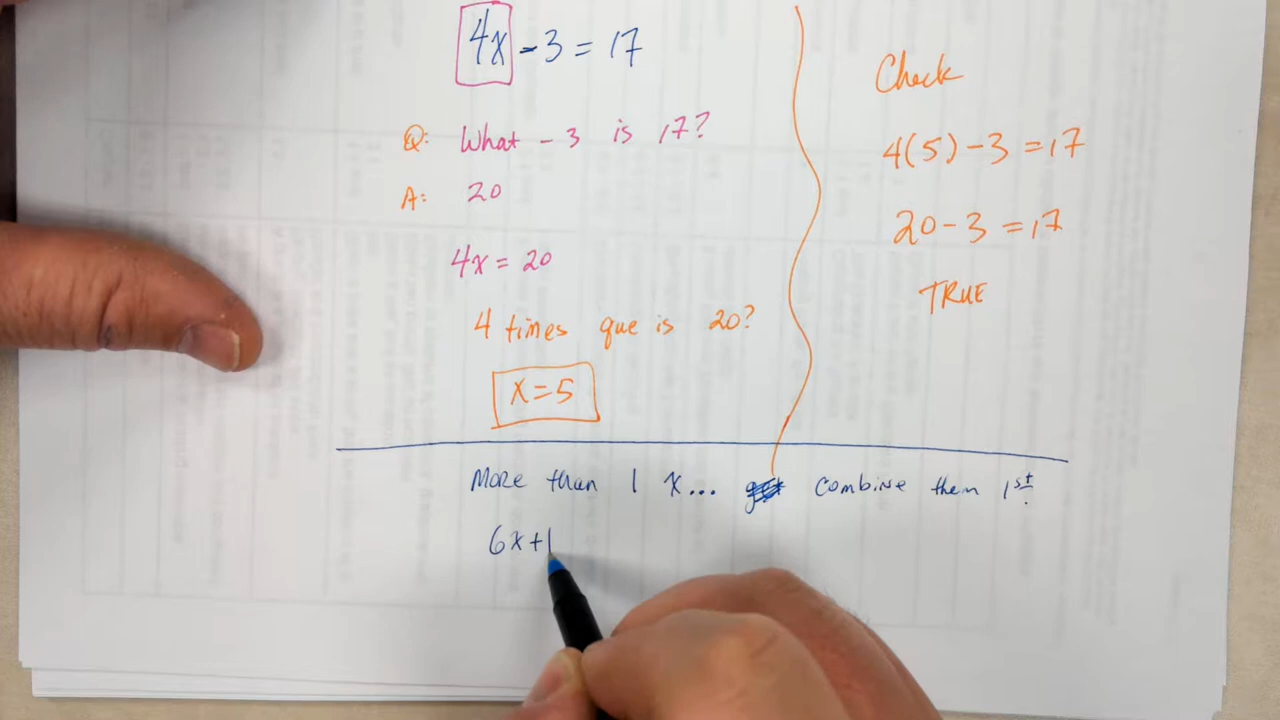 4x - 3 = 17
Q: What - 3 is 17?
A: 20
4x = 20
4 times que is 20?
x = 5
Check
4(5) - 3 = 17
20 - 3 = 17
TRUE
More than 1 x... combine them 1st.
6x + 1